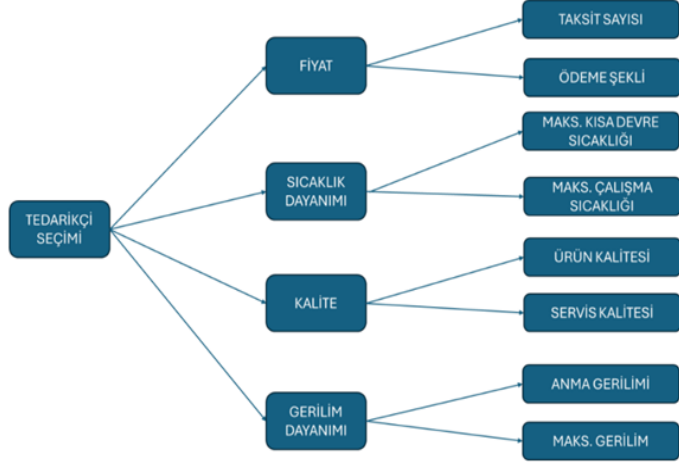 TEDARİKÇİ
SEÇİMİ
FİYAT
TAKSİT SAYISI
ÖDEME ŞEKLİ
SICAKLIK
DAYANIMI
MAKS. KISA DEVRE
SICAKLIĞI
MAKS. ÇALIŞMA
SICAKLIĞI
KALİTE
ÜRÜN KALİTESİ
SERVİS KALİTESİ
GERİLİM
DAYANIMI
ANMA GERİLİMİ
MAKS. GERİLİM